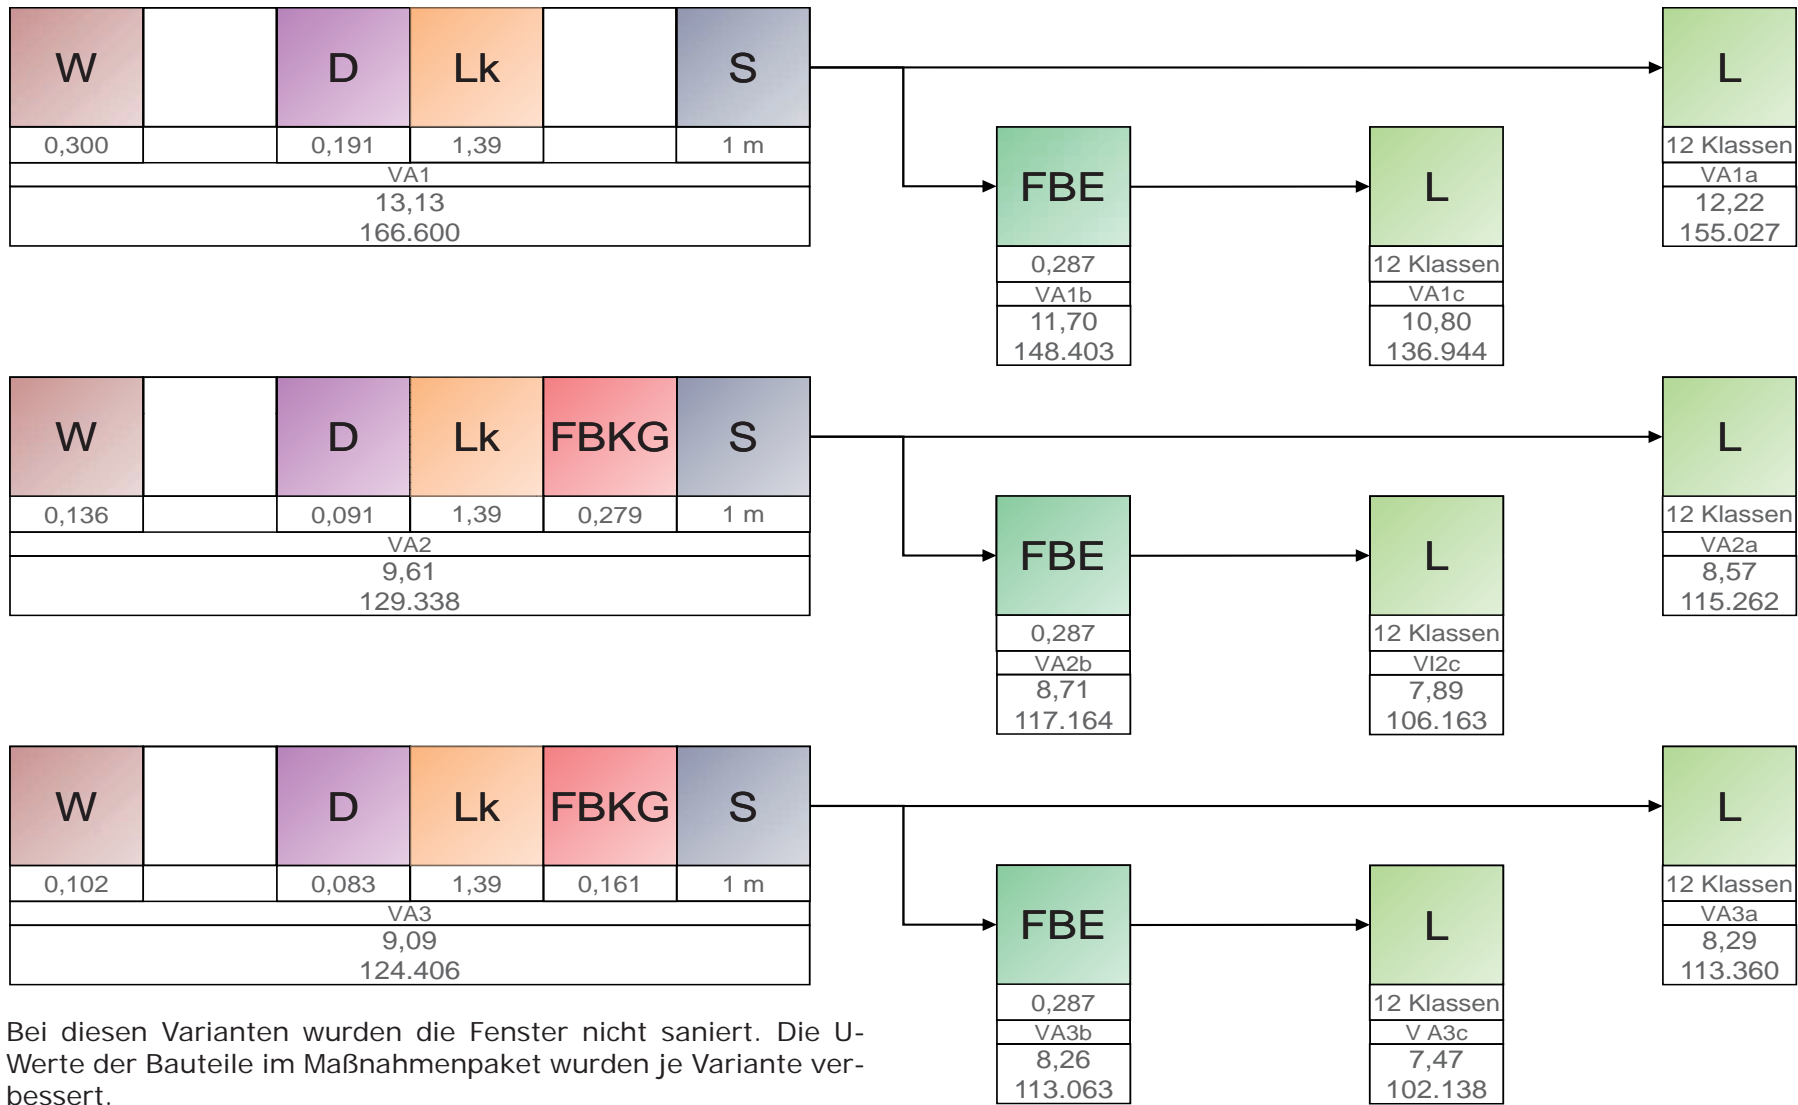 W D Lk S
0,300 0,191 1,39 1 m
VA1
13,13
166.600
L
12 Klassen
VA1a
12,22
155.027
FBE
0,287
VA1b
11,70
148.403
L
12 Klassen
VA1c
10,80
136.944
W D Lk FBKG S
0,136 0,091 1,39 0,279 1 m
VA2
9,61
129.338
L
12 Klassen
VA2a
8,57
115.262
FBE
0,287
VA2b
8,71
117.164
L
12 Klassen
VI2c
7,89
106.163
W D Lk FBKG S
0,102 0,083 1,39 0,161 1 m
VA3
9,09
124.406
L
12 Klassen
VA3a
8,29
113.360
FBE
0,287
VA3b
8,26
113.063
L
12 Klassen
V A3c
7,47
102.138
Bei diesen Varianten wurden die Fenster nicht saniert. Die U-
Werte der Bauteile im Maßnahmenpaket wurden je Variante ver-
bessert.